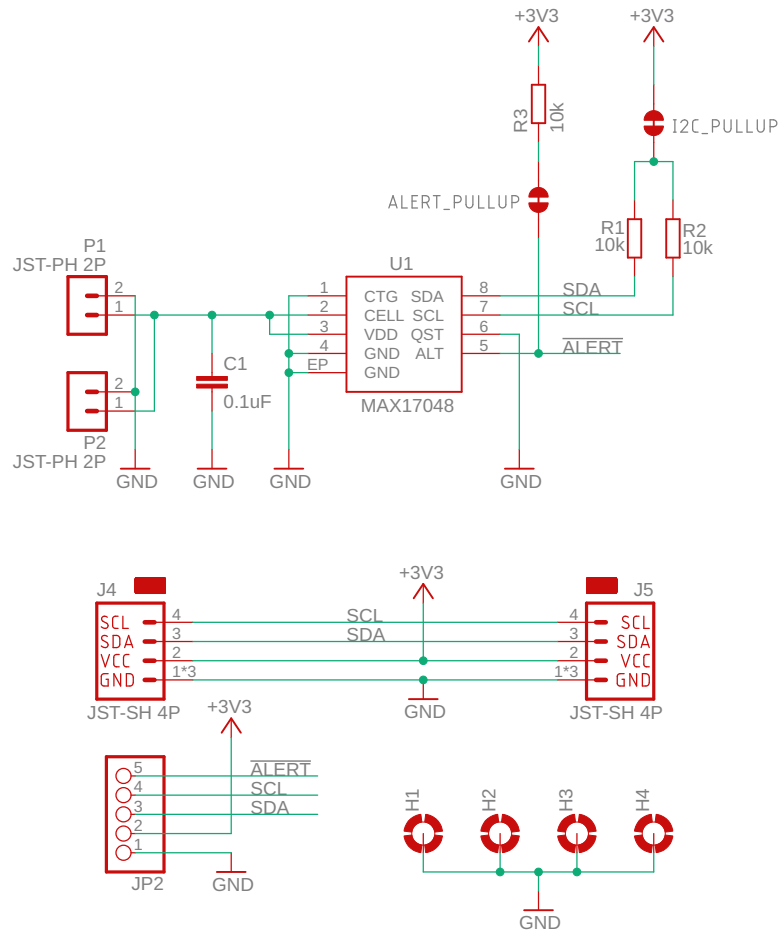 +3V3
+3V3
R3
10k
I2C_PULLUP
ALERT_PULLUP
P1
JST-PH 2P
2
1
U1
R1
10k
R2
10k
1
2
3
4
EP
CTG SDA
CELL SCL
VDD QST
GND ALT
GND
8
7
6
5
SDA
SCL
ALERT
MAX17048
C1
0.1uF
2
1
P2
JST-PH 2P
GND
GND
GND
GND
+3V3
J4
J5
SCL
SDA
VCC
GND
4
3
2
1*3
SCL
SDA
4
3
2
1*3
SCL
SDA
VCC
GND
JST-SH 4P
GND
JST-SH 4P
+3V3
5
4
3
2
1
ALERT
SCL
SDA
JP2
GND
H1
H2
H3
H4
GND